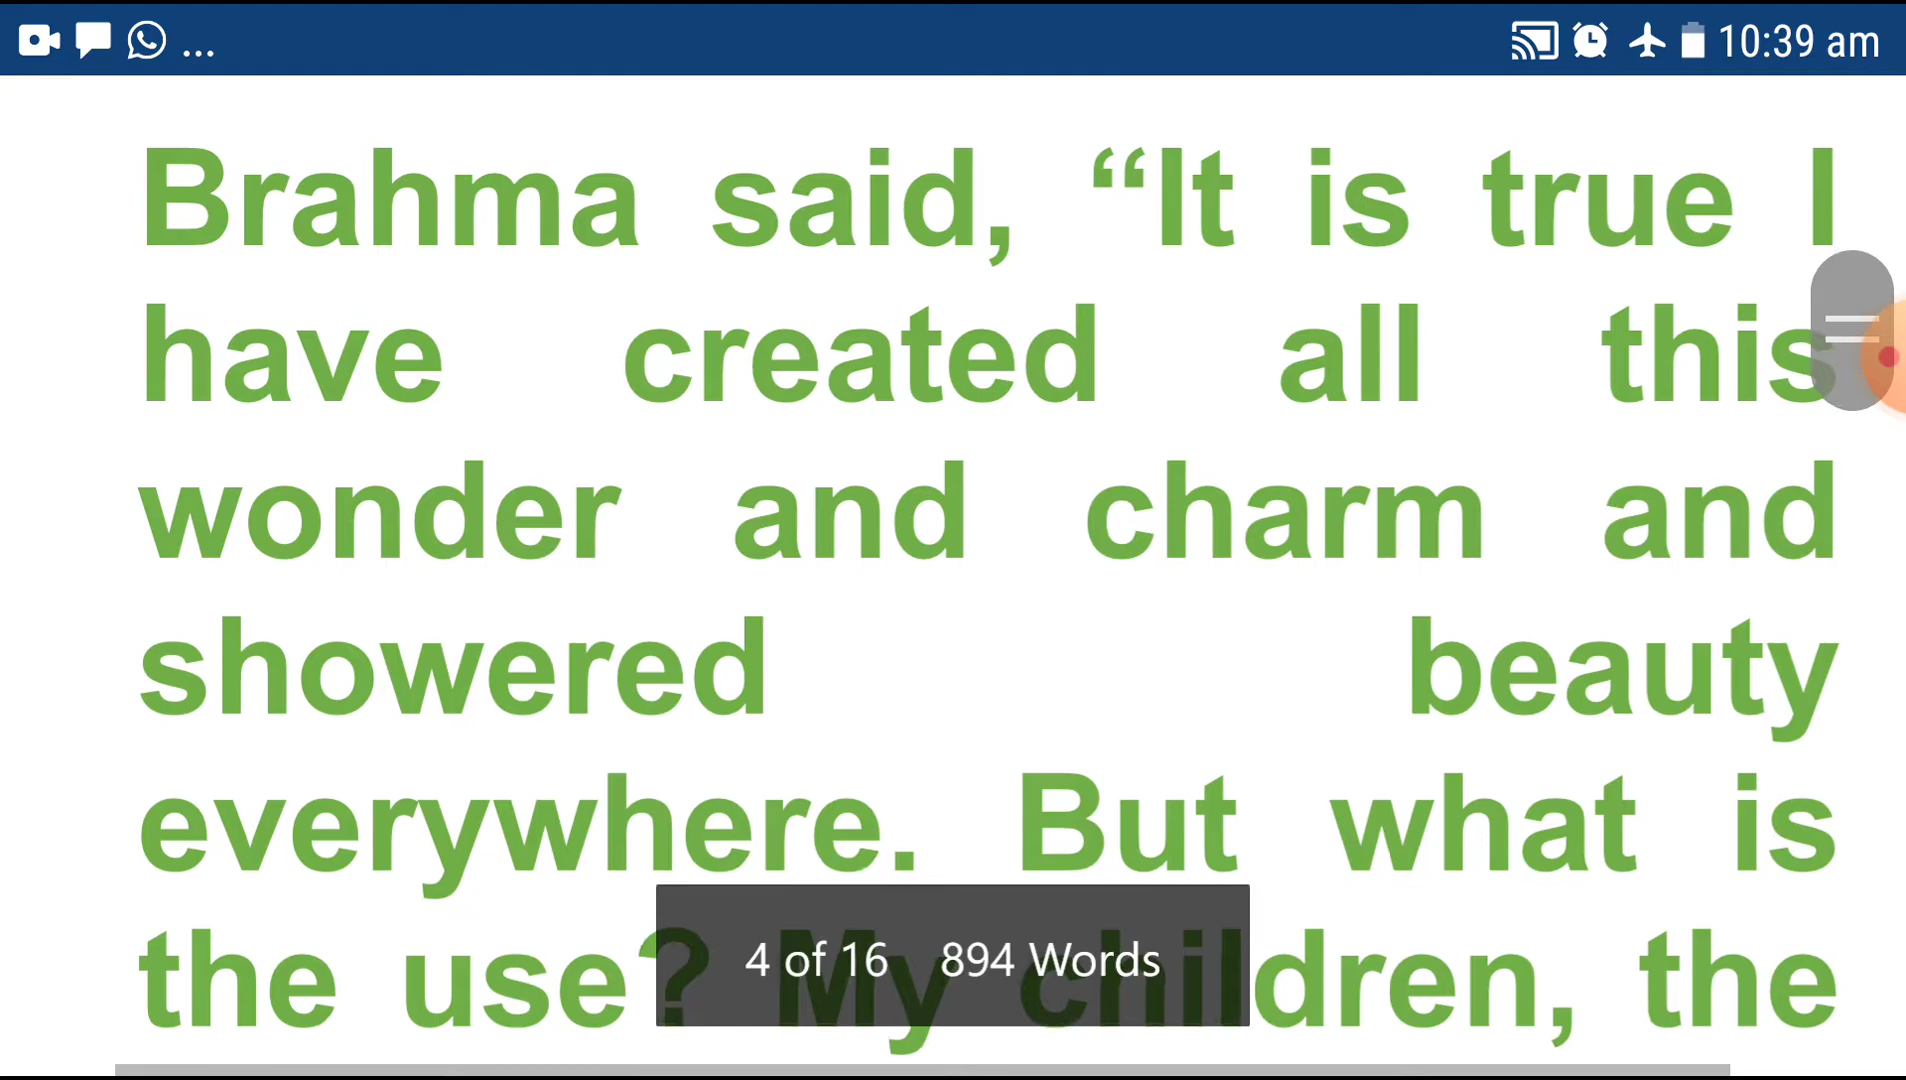 ... 10:39 am
Brahma said, “It is true I
have created all this
wonder and charm and
showered beauty
everywhere. But what is
the use? My children, the
4 of 16 894 Words